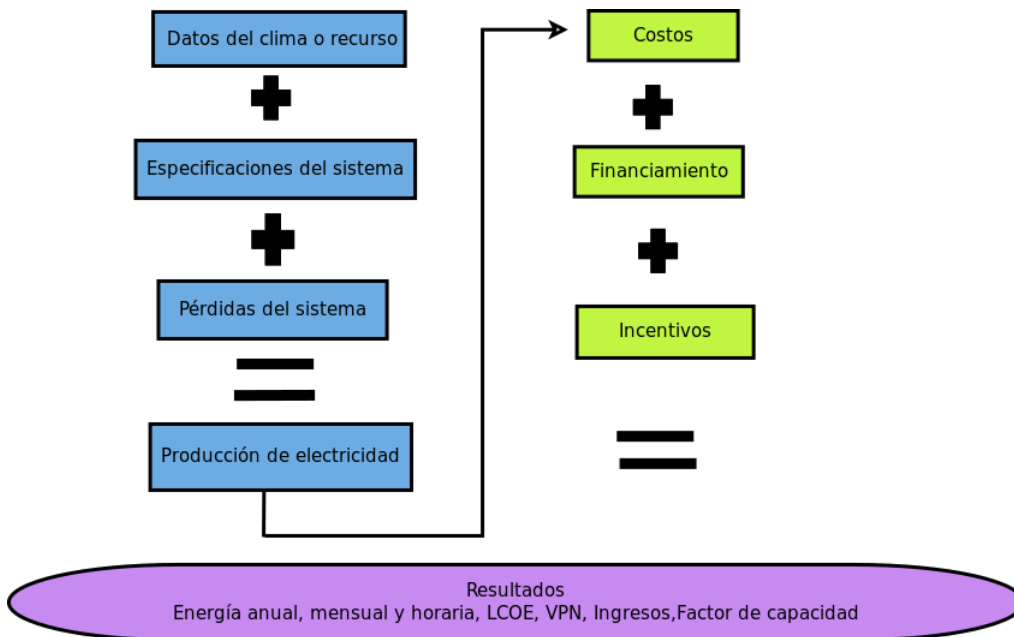 Datos del clima o recurso
Especificaciones del sistema
Pérdidas del sistema
Producción de electricidad
Costos
Financiamiento
Incentivos
Resultados
Energía anual, mensual y horaria, LCOE, VPN, Ingresos,Factor de capacidad